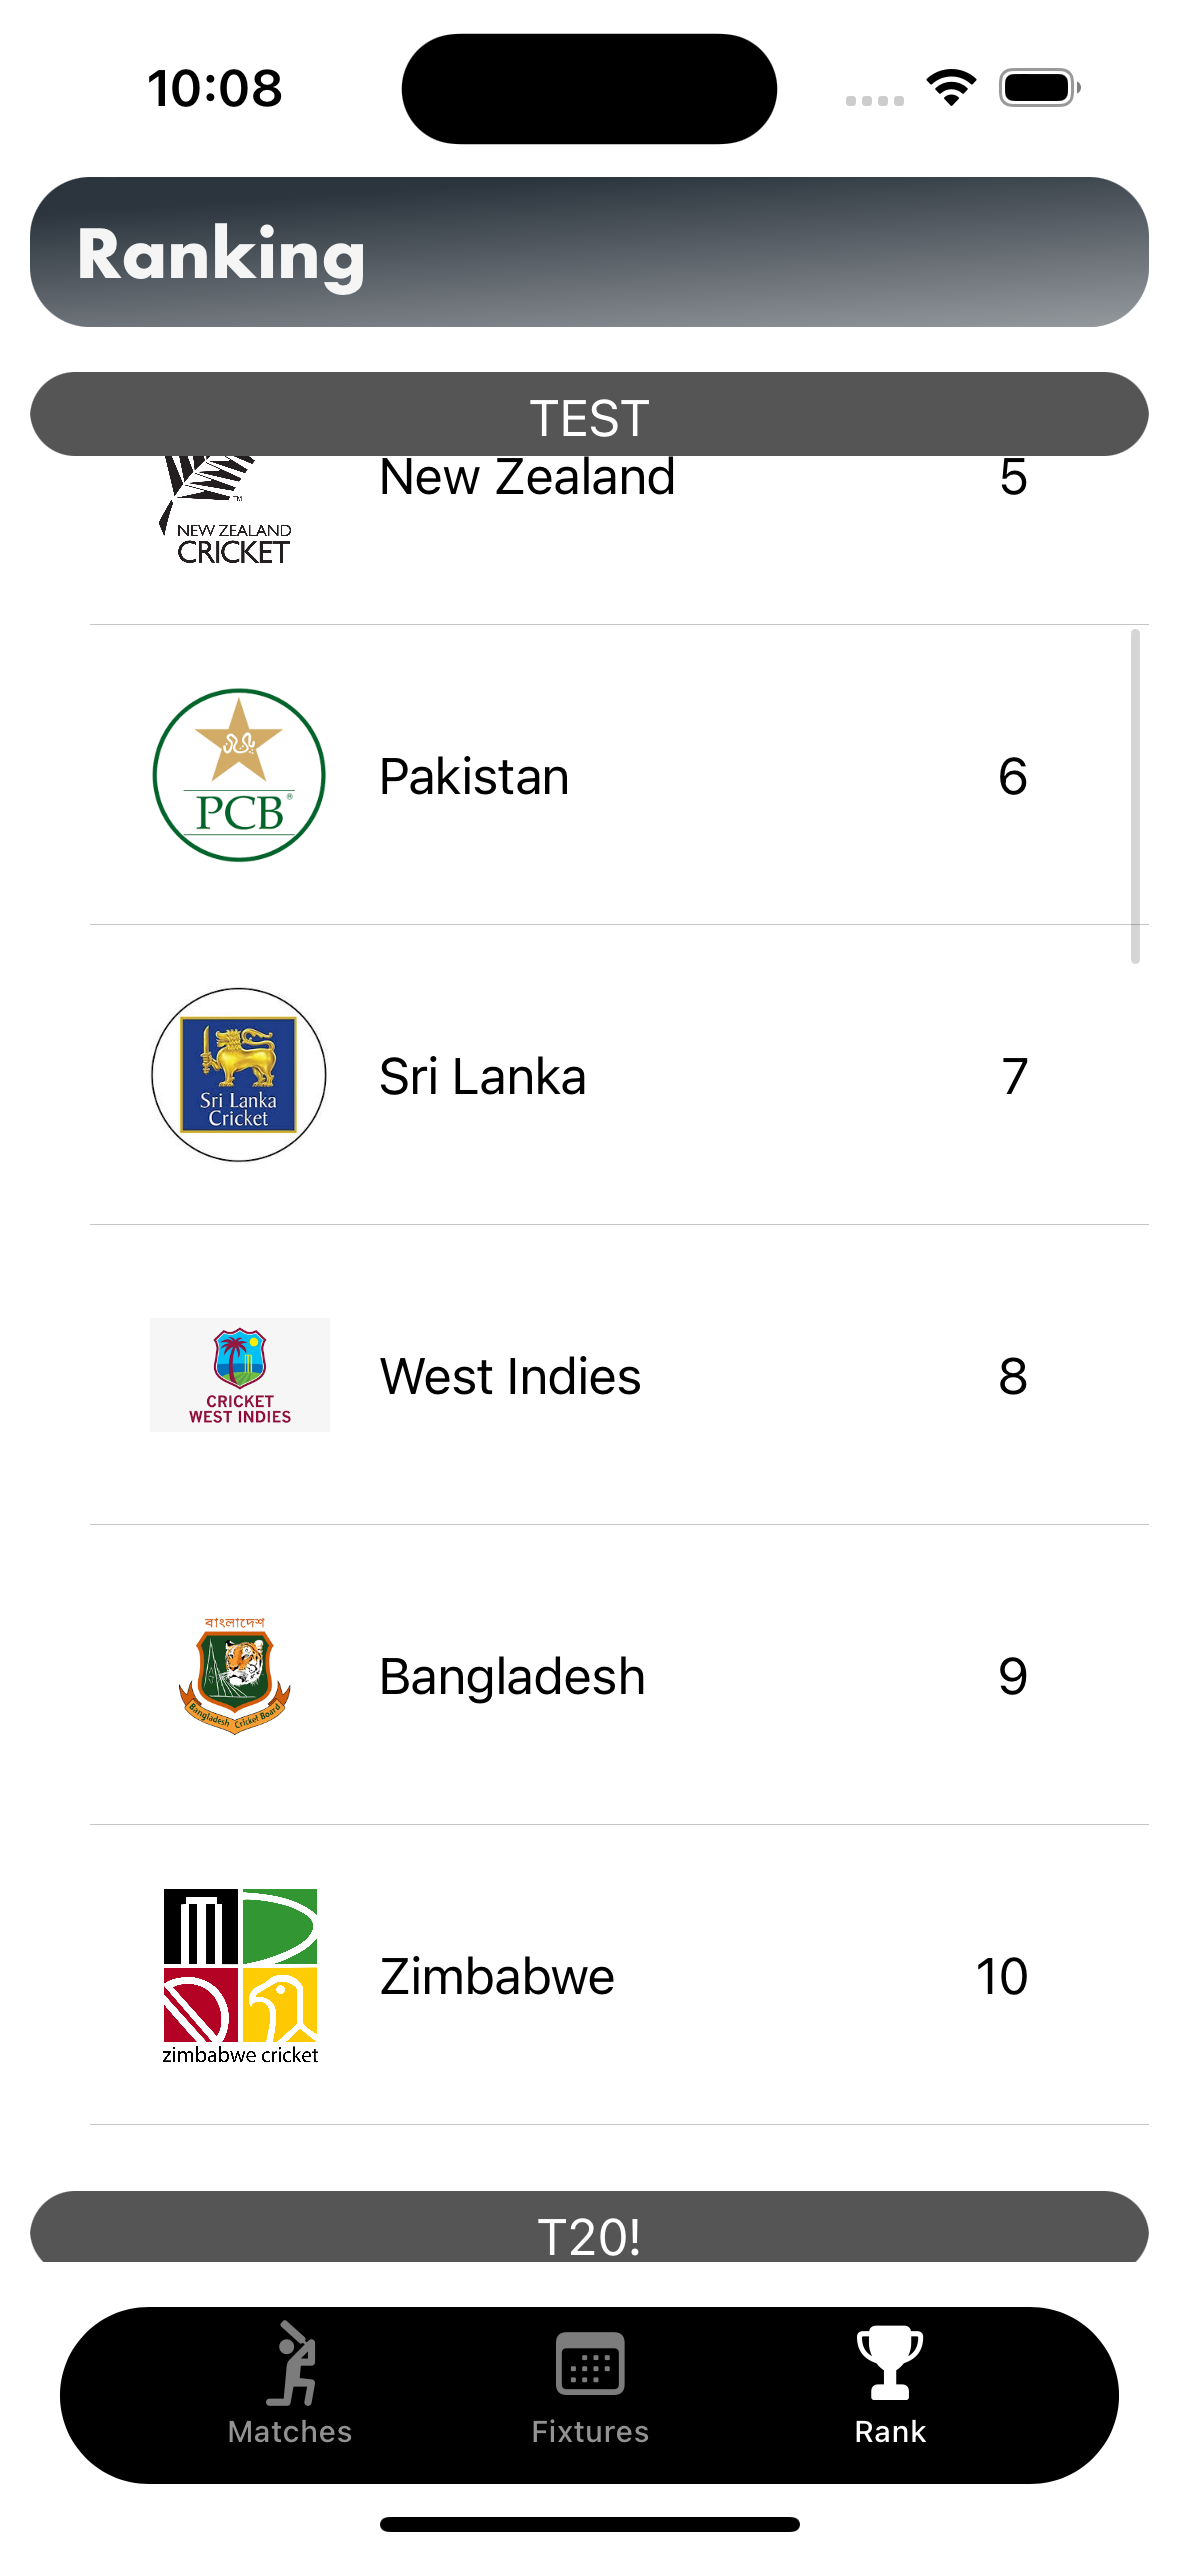 10:08
Ranking
TEST
New Zealand 5
TM
NEW ZEALAND
CRICKET
PCB®
Pakistan 6
Sri Lanka
Cricket
Sri Lanka 7
CRICKET
WEST INDIES
West Indies 8
বাংলাদেশ
Bangladesh Cricket Board
Bangladesh 9
zimbabwe cricket
Zimbabwe 10
T20!
Matches Fixtures Rank